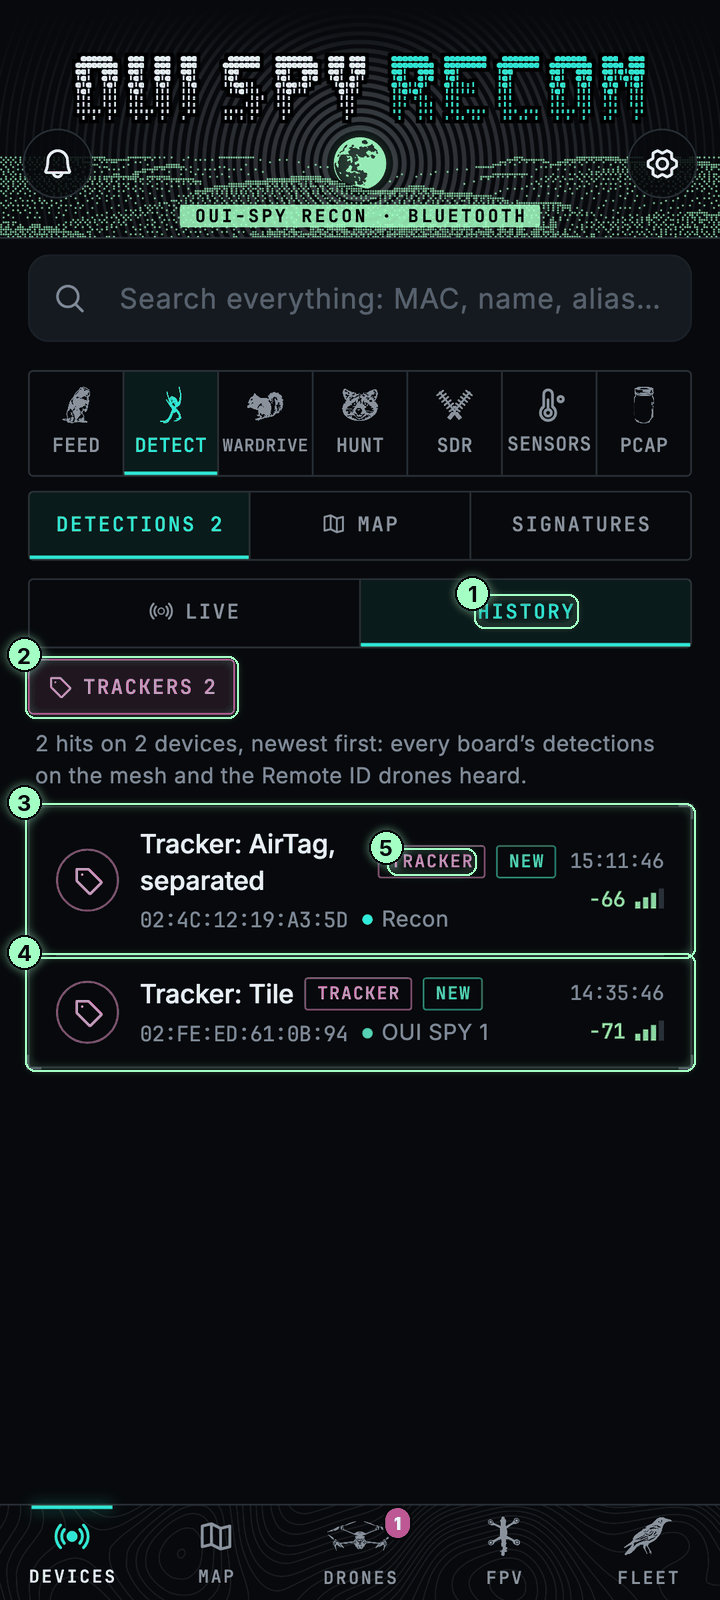 OUI SPY RECON
OUI-SPY RECON · BLUETOOTH
Search everything: MAC, name, alias...
FEED DETECT WARDRIVE HUNT SDR SENSORS PCAP
DETECTIONS 2 MAP SIGNATURES
LIVE 1 HISTORY
2
TRACKERS 2
2 hits on 2 devices, newest first: every board’s detections
on the mesh and the Remote ID drones heard.
3
Tracker: AirTag,
separated
5 TRACKER NEW 15:11:46
02:4C:12:19:A3:5D Recon -66
4
Tracker: Tile TRACKER NEW 14:35:46
02:FE:ED:61:0B:94 OUI SPY 1 -71
1
DEVICES MAP DRONES FPV FLEET